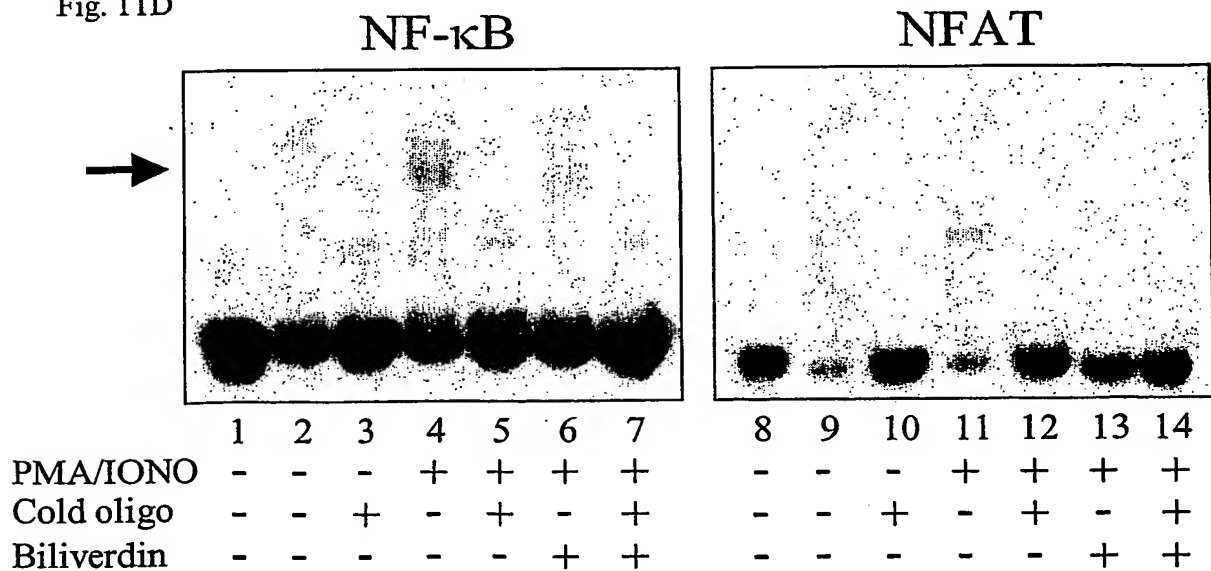 Fig. 11D
NF-κB NFAT
1 2 3 4 5 6 7 8 9 10 11 12 13 14
PMA/IONO - - - + + + + - - - + + + +
Cold oligo - - + - + - + - - + - + - +
Biliverdin - - - - - + + - - - - - + +